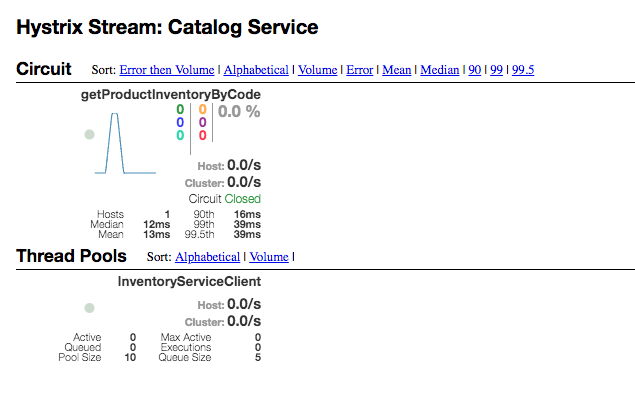 Hystrix Stream: Catalog Service
Circuit Sort: Error then Volume | Alphabetical | Volume | Error | Mean | Median | 90 | 99 | 99.5
getProductInventoryByCode
0 0 0.0 %
0 0
0 0
Host: 0.0/s
Cluster: 0.0/s
Circuit Closed
Hosts 1 90th 16ms
Median 12ms 99th 39ms
Mean 13ms 99.5th 39ms
Thread Pools Sort: Alphabetical | Volume |
InventoryServiceClient
Host: 0.0/s
Cluster: 0.0/s
Active 0 Max Active 0
Queued 0 Executions 0
Pool Size 10 Queue Size 5